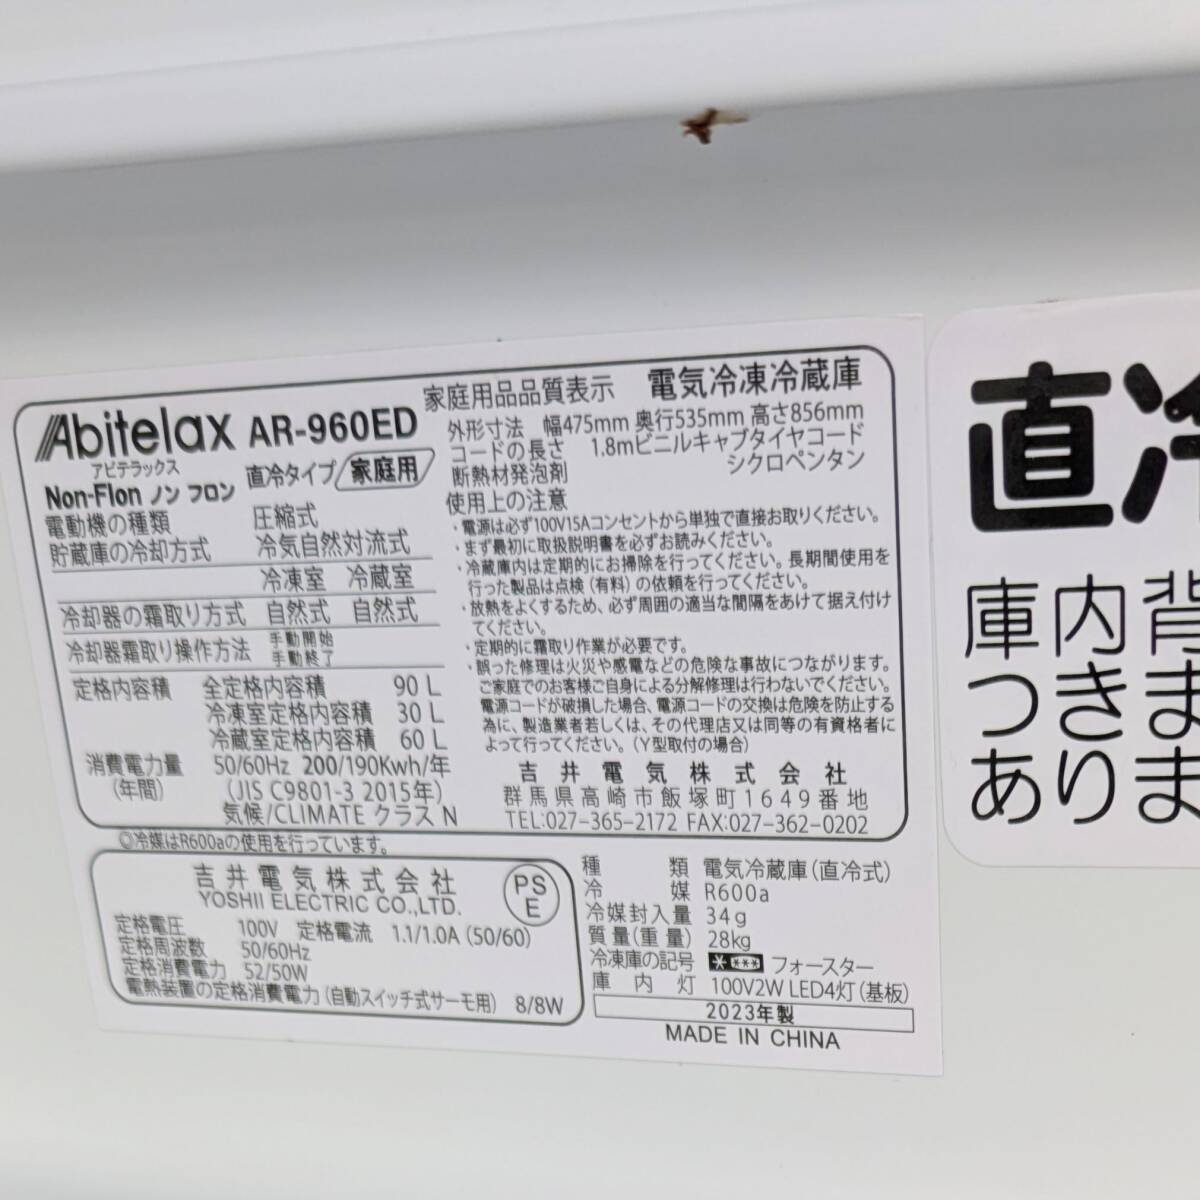 Abitelax AR-960ED
アビテラックス
Non-Flon ノン フロン 直冷タイプ/家庭用
電動機の種類 圧縮式
貯蔵庫の冷却方式 冷気自然対流式
冷凍室 冷蔵室
冷却器の霜取り方式 自然式 自然式
冷却器霜取り操作方法 手動開始
手動終了
定格内容積 全定格内容積 90 L
冷凍室定格内容積 30 L
冷蔵室定格内容積 60 L
消費電力量 50/60Hz 200/190Kwh/年
(年間) (JIS C9801-3 2015年)
気候/CLIMATE クラス N
家庭用品品質表示 電気冷凍冷蔵庫
外形寸法 幅475mm 奥行535mm 高さ856mm
コードの長さ 1.8mビニルキャブタイヤコード
断熱材発泡剤 シクロペンタン
使用上の注意
・電源は必ず100V15Aコンセントから単独で直接お取りください。
・まず最初に取扱説明書を必ずお読みください。
・冷蔵庫内は定期的にお掃除を行ってください。長期間使用を
行った製品は点検(有料)の依頼を行ってください。
・放熱をよくするため、必ず周囲の適当な間隔をあけて据え付け
てください。
・定期的に霜取り作業が必要です。
・誤った修理は火災や感電などの危険な事故につながります。
ご家庭でのお客様ご自身による分解修理は行わないでください。
電源コードが破損した場合、電源コードの交換は危険を防止する
為に、製造業者若しくは、その代理店又は同等の有資格者に
よって行ってください。(Y型取付の場合)
吉井電気株式会社
群馬県高崎市飯塚町1649番地
TEL:027-365-2172 FAX:027-362-0202
◎冷媒はR600aの使用を行っています。
吉井電気株式会社
YOSHII ELECTRIC CO.,LTD.
PS
E
定格電圧 100V 定格電流 1.1/1.0A (50/60)
定格周波数 50/60Hz
定格消費電力 52/50W
電熱装置の定格消費電力(自動スイッチ式サーモ用) 8/8W
種類 電気冷蔵庫(直冷式)
冷媒 R600a
冷媒封入量 34g
質量(重量) 28kg
冷凍庫の記号 フォースター
庫内灯 100V2W LED4灯(基板)
2023年製
MADE IN CHINA
直冷
庫内背
つきま
ありま